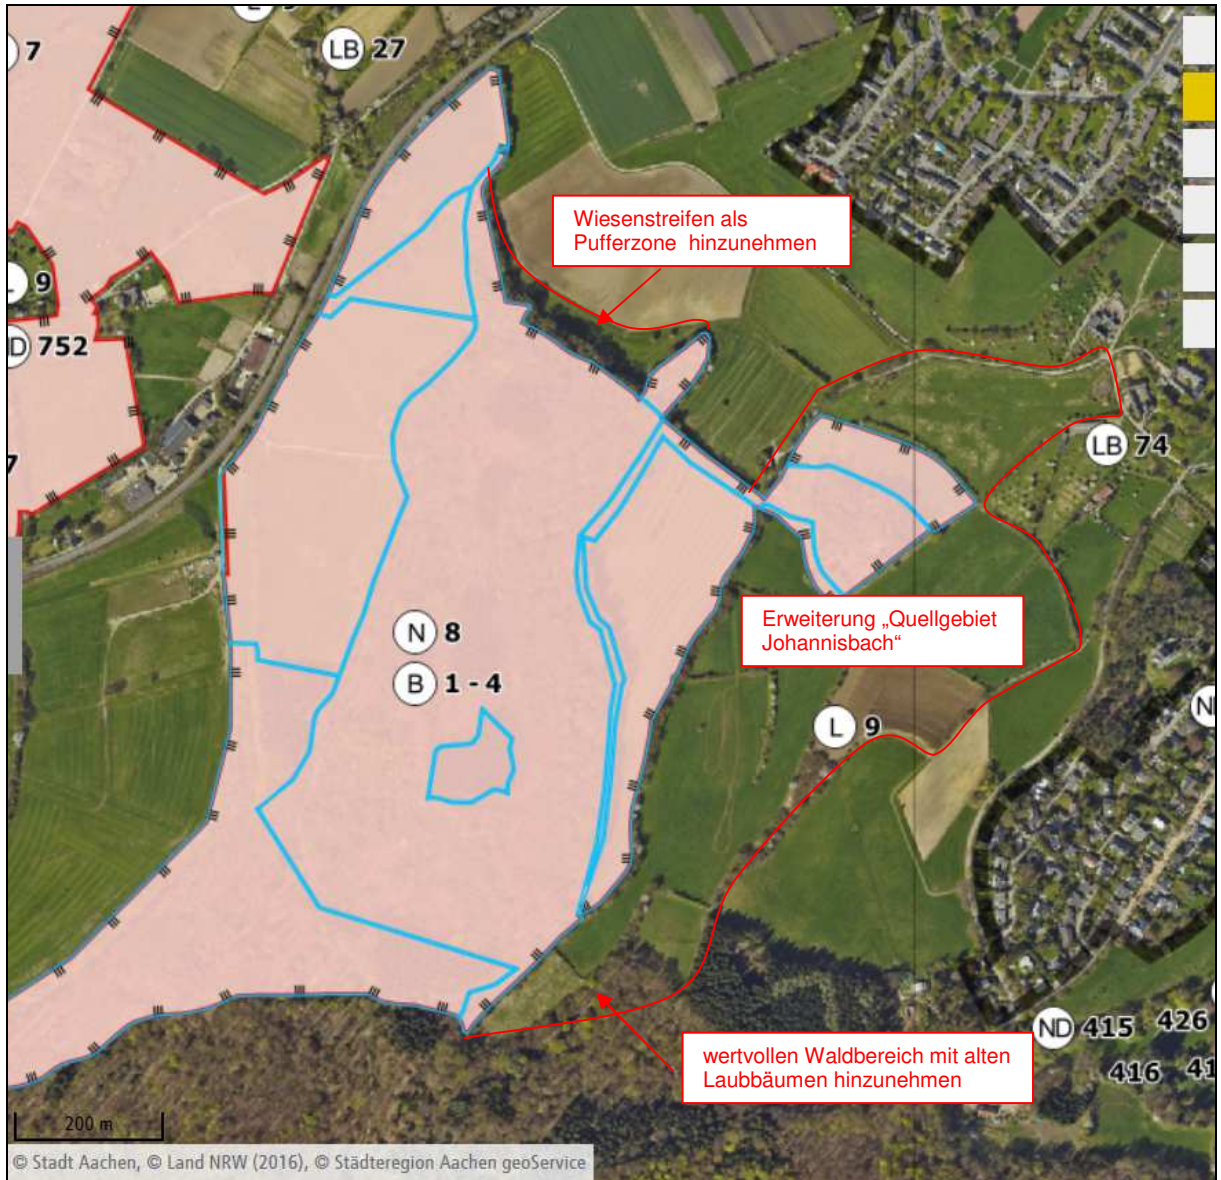 7
LB 27
Wiesenstreifen als
Pufferzone hinzunehmen
9
752
LB 74
7
Erweiterung „Quellgebiet
Johannisbach“
N 8
B 1 - 4
L 9
ND 415 426
416 41
wertvollen Waldbereich mit alten
Laubbäumen hinzunehmen
200 m
© Stadt Aachen, © Land NRW (2016), © Städteregion Aachen geoService